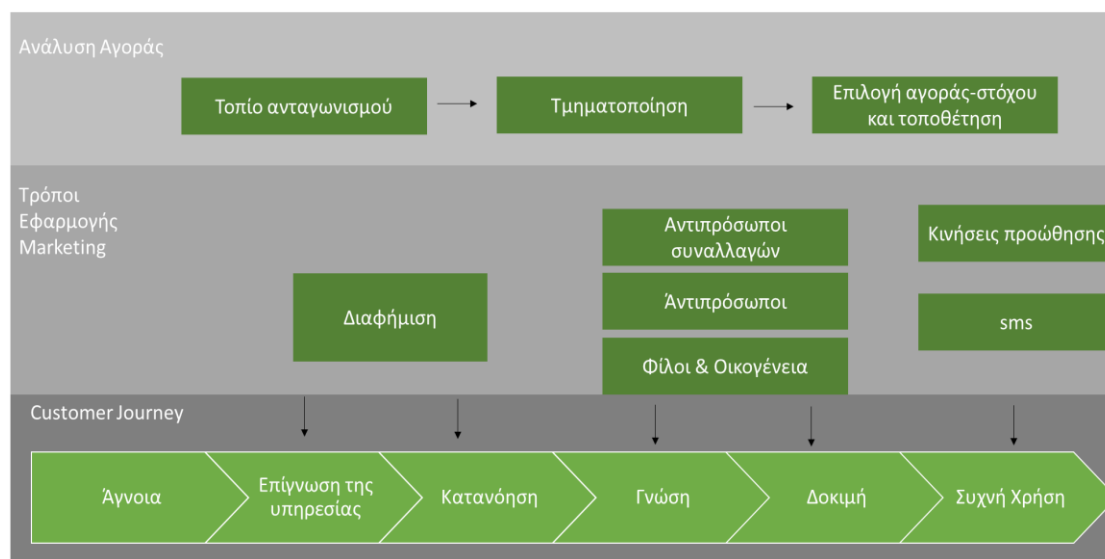 Ανάλυση Αγοράς
Τοπίο ανταγωνισμού
Τμηματοποίηση
Επιλογή αγοράς-στόχου
και τοποθέτηση
Τρόποι
Εφαρμογής
Marketing
Διαφήμιση
Αντιπρόσωποι
συναλλαγών
Άντιπρόσωποι
Φίλοι & Οικογένεια
Κινήσεις προώθησης
sms
Customer Journey
Άγνοια
Επίγνωση της
υπηρεσίας
Κατανόηση
Γνώση
Δοκιμή
Συχνή Χρήση